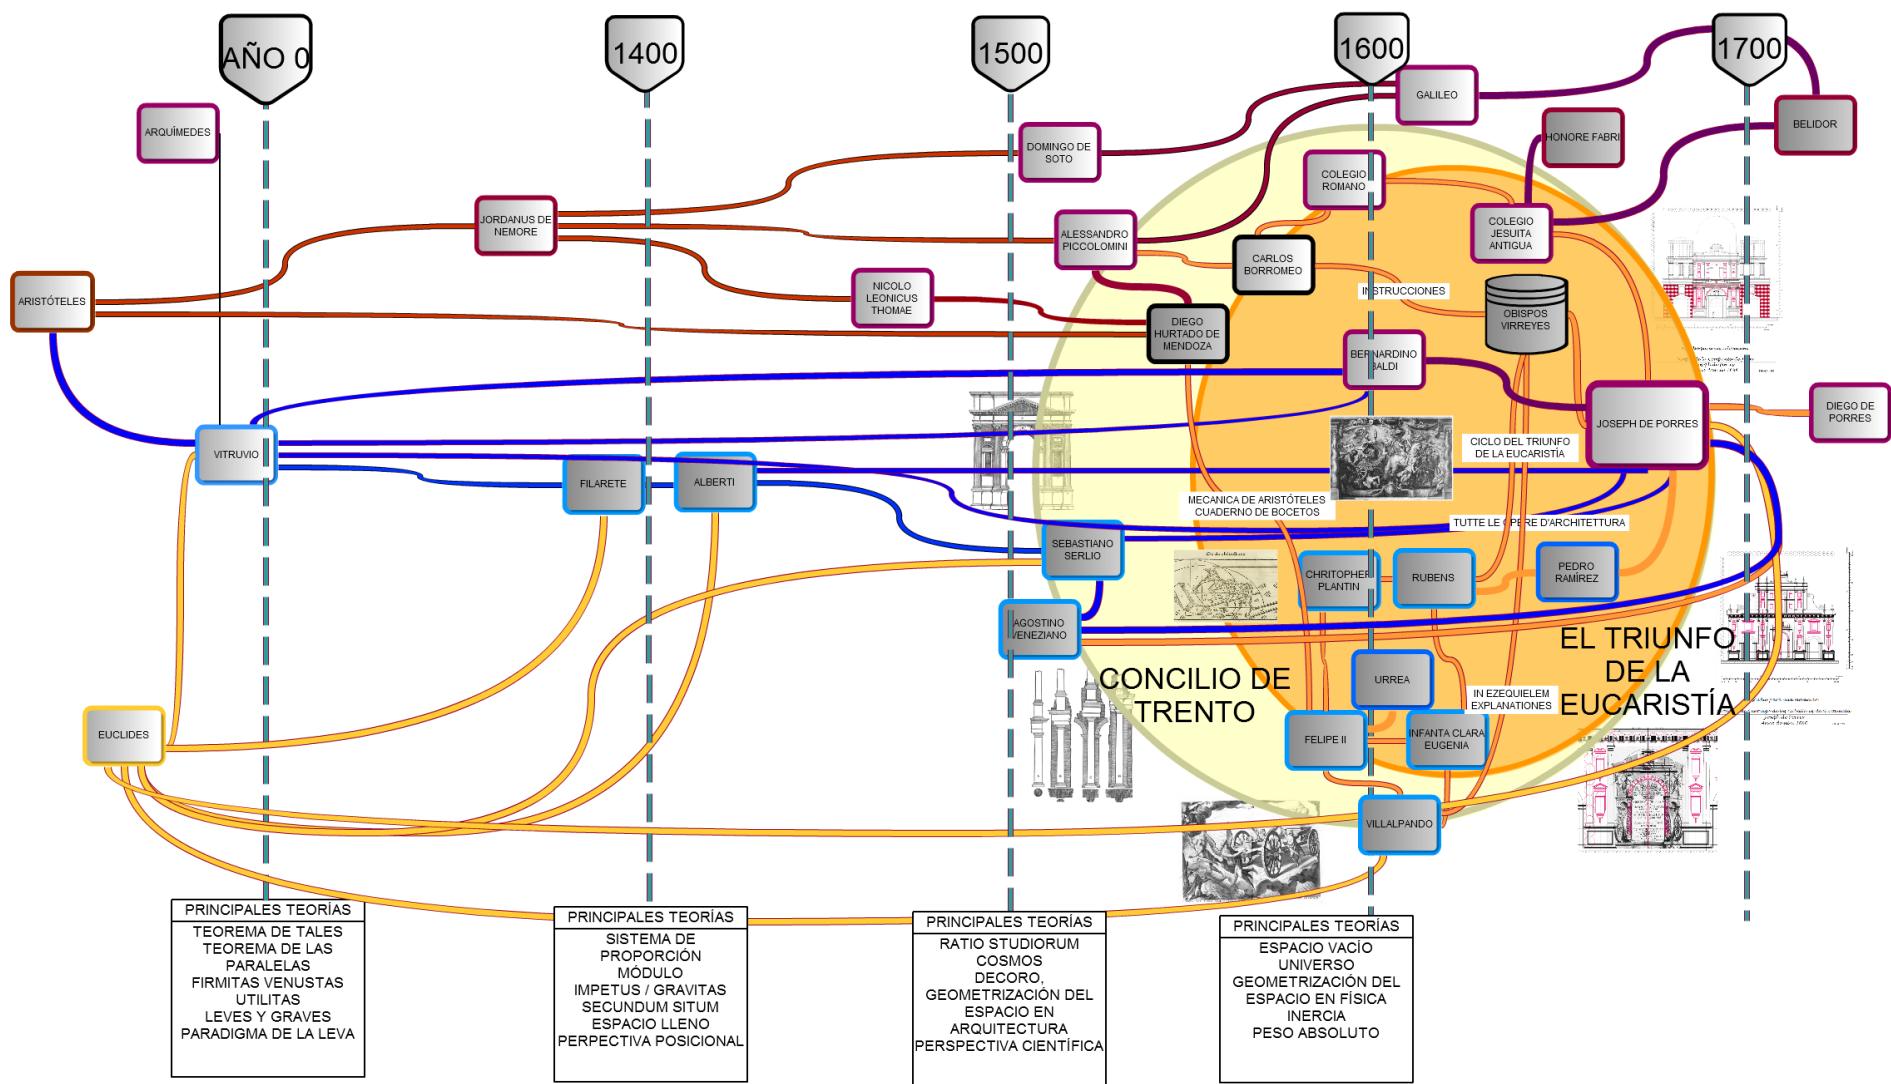 AÑO 0
1400
1500
1600
1700
ARQUÍMEDES
GALILEO
BELIDOR
HONORE FABRI
DOMINGO DE
SOTO
COLEGIO
ROMANO
JORDANUS DE
NEMORE
ALESSANDRO
PICCOLOMINI
COLEGIO
JESUITA
ANTIGUA
CARLOS
BORROMEO
ARISTÓTELES
NICOLO
LEONICUS
THOMAE
INSTRUCCIONES
OBISPOS
VIRREYES
DIEGO
HURTADO DE
MENDOZA
BERNARDINO
BALDI
JOSEPH DE PORRES
DIEGO DE
PORRES
VITRUVIO
FILARETE
ALBERTI
CICLO DEL TRIUNFO
DE LA EUCARISTÍA
MECANICA DE ARISTÓTELES
CUADERNO DE BOCETOS
TUTTE LE OPERE D'ARCHITETTURA
SEBASTIANO
SERLIO
CHRITOPHER
PLANTIN
RUBENS
PEDRO
RAMÍREZ
AGOSTINO
VENEZIANO
EL TRIUNFO
DE LA
EUCARISTÍA
CONCILIO DE
TRENTO
URREA
IN EZEQUIELEM
EXPLANATIONES
EUCLIDES
FELIPE II
INFANTA CLARA
EUGENIA
VILLALPANDO
PRINCIPALES TEORÍAS
TEOREMA DE TALES
TEOREMA DE LAS
PARALELAS
FIRMITAS VENUSTAS
UTILITAS
LEVES Y GRAVES
PARADIGMA DE LA LEVA
PRINCIPALES TEORÍAS
SISTEMA DE
PROPORCIÓN
MÓDULO
IMPETUS / GRAVITAS
SECUNDUM SITUM
ESPACIO LLENO
PERPECTIVA POSICIONAL
PRINCIPALES TEORÍAS
RATIO STUDIORUM
COSMOS
DECORO,
GEOMETRIZACIÓN DEL
ESPACIO EN
ARQUITECTURA
PERSPECTIVA CIENTÍFICA
PRINCIPALES TEORÍAS
ESPACIO VACÍO
UNIVERSO
GEOMETRIZACIÓN DEL
ESPACIO EN FÍSICA
INERCIA
PESO ABSOLUTO